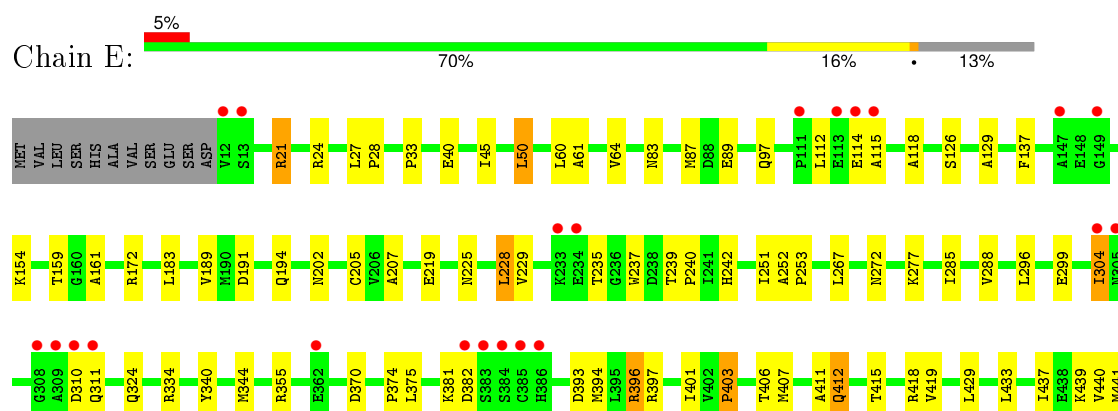 5%
Chain E:
70% 16% • 13%
MET VAL LEU SER HIS ALA VAL SER GLU SER ASP V12 S13 R21 R24 L27 P28 P33 E40 I45 L50 L60 A61 V64 N83 M87 D88 E89 Q97 P111 L112 E113 E114 A115 A118 S126 A129 F137 A147 E148 G149
K154 T159 G160 A161 R172 L183 V189 M190 D191 Q194 N202 C205 V206 A207 E219 N225 L228 V229 K233 E234 T235 G236 W237 D238 T239 P240 I241 H242 I251 A252 P253 L267 N272 K277 I285 V288 L296 E299 I304 N305
G308 A309 D310 Q311 Q324 R334 Y340 M344 R355 E362 D370 P374 L375 K381 D382 S383 S384 C385 H386 D393 M394 L395 R396 R397 I401 V402 P403 T406 M407 A411 Q412 T415 R418 V419 L429 L433 I437 E438 K439 V440